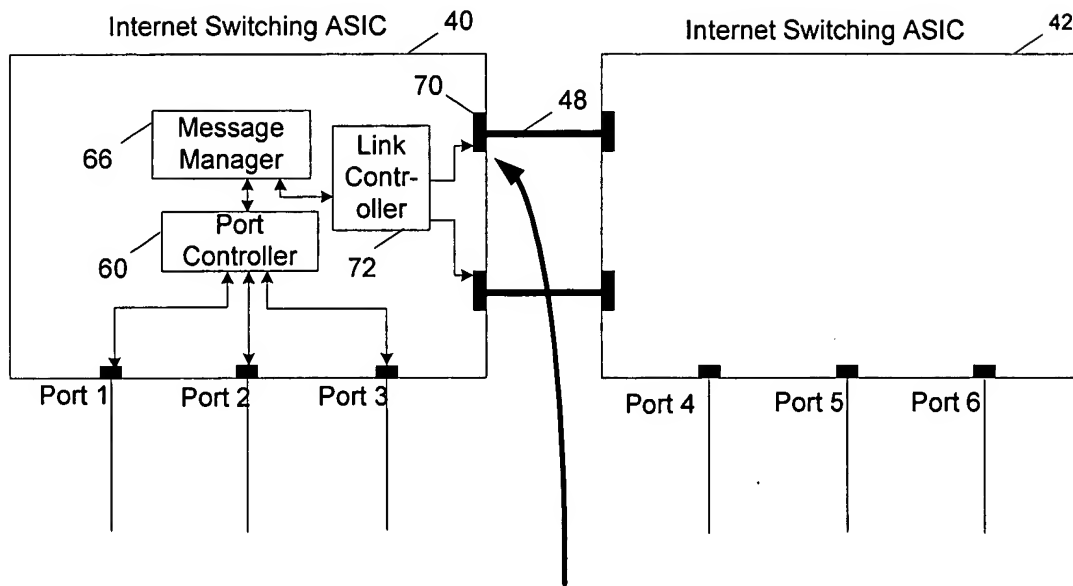 Internet Switching ASIC
40
Internet Switching ASIC
42
70
48
66
Message
Manager
Link
Contr-
oller
Port
Controller
60
72
Port 1
Port 2
Port 3
Port 4
Port 5
Port 6